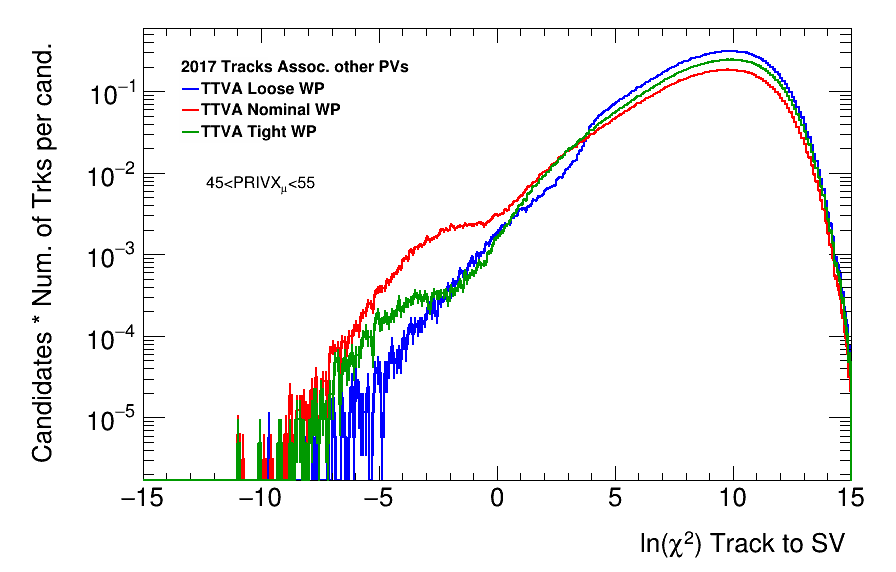 Candidates * Num. of Trks per cand.
2017 Tracks Assoc. other PVs
TTVA Loose WP
TTVA Nominal WP
TTVA Tight WP
45<PRIVXμ<55
10⁻¹
10⁻²
10⁻³
10⁻⁴
10⁻⁵
−15 −10 −5 0 5 10 15
ln(χ²) Track to SV